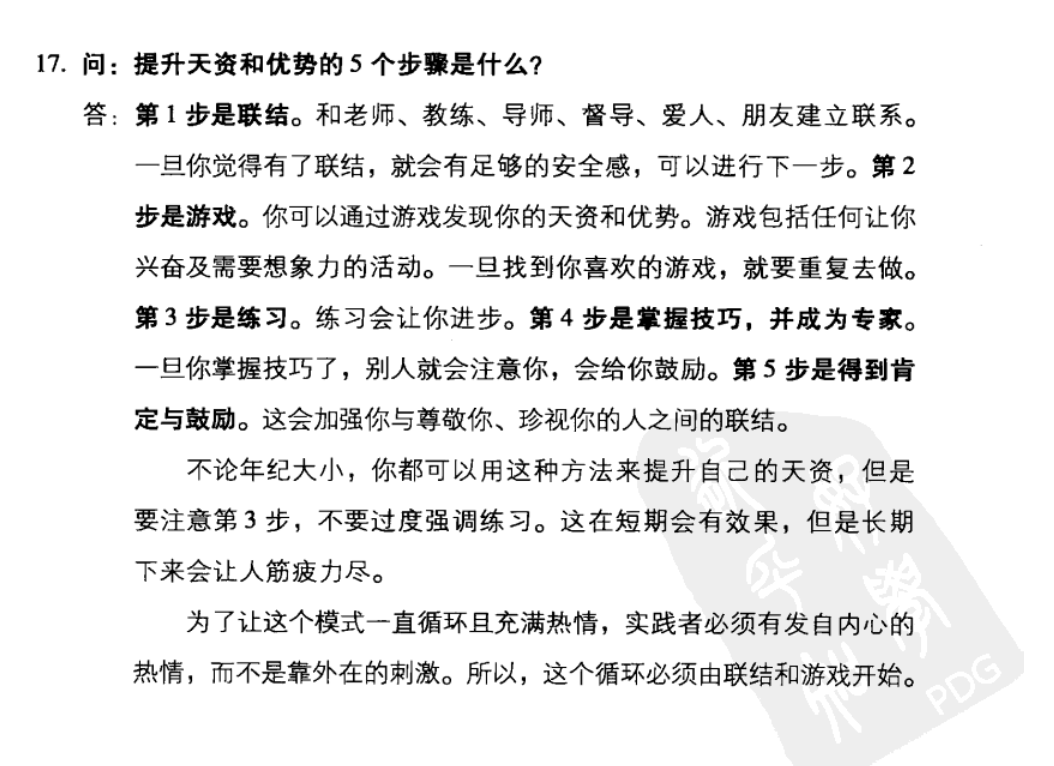 17. 问：提升天资和优势的 5 个步骤是什么？
答：第 1 步是联结。和老师、教练、导师、督导、爱人、朋友建立联系。
一旦你觉得有了联结，就会有足够的安全感，可以进行下一步。第 2
步是游戏。你可以通过游戏发现你的天资和优势。游戏包括任何让你
兴奋及需要想象力的活动。一旦找到你喜欢的游戏，就要重复去做。
第 3 步是练习。练习会让你进步。第 4 步是掌握技巧，并成为专家。
一旦你掌握技巧了，别人就会注意你，会给你鼓励。第 5 步是得到肯
定与鼓励。这会加强你与尊敬你、珍视你的人之间的联结。
不论年纪大小，你都可以用这种方法来提升自己的天资，但是
要注意第 3 步，不要过度强调练习。这在短期会有效果，但是长期
下来会让人筋疲力尽。
为了让这个模式一直循环且充满热情，实践者必须有发自内心的
热情，而不是靠外在的刺激。所以，这个循环必须由联结和游戏开始。
PDG